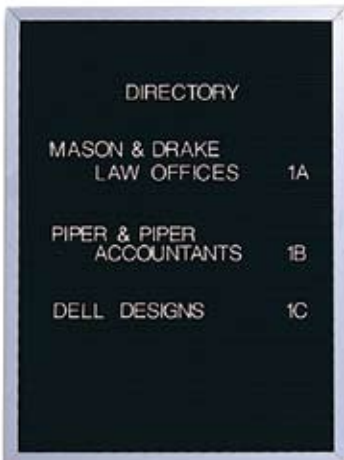 DIRECTORY
MASON & DRAKE
LAW OFFICES 1A
PIPER & PIPER
ACCOUNTANTS 1B
DELL DESIGNS 1C